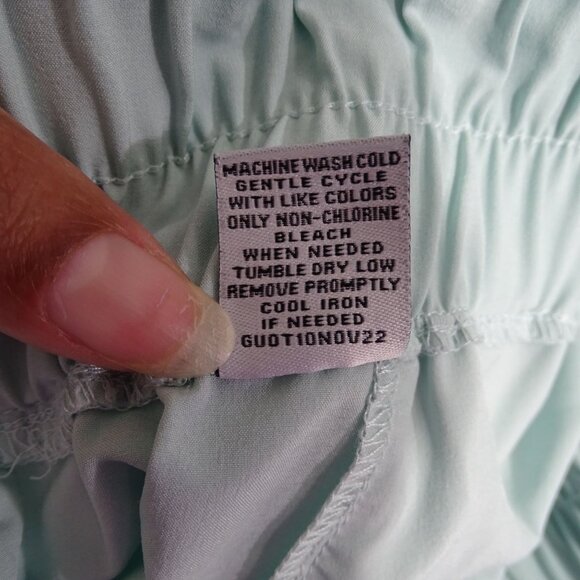 MACHINE WASH COLD
GENTLE CYCLE
WITH LIKE COLORS
ONLY NON-CHLORINE
BLEACH
WHEN NEEDED
TUMBLE DRY LOW
REMOVE PROMPTLY
COOL IRON
IF NEEDED
GUOT10NOV22